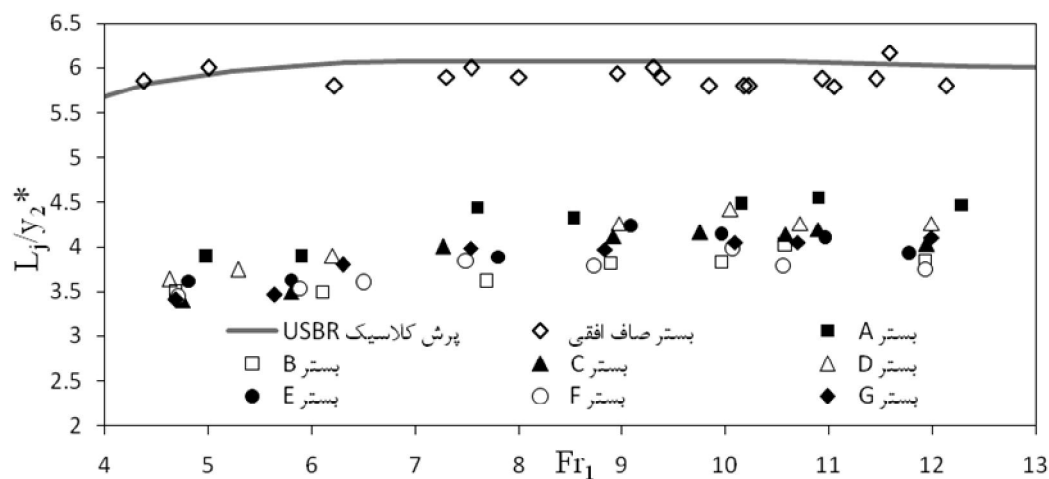 6.5
6
5.5
5
4.5
4
3.5
3
2.5
2
Lj/y2*
پرش کلاسیک USBR
بستر صاف افقی
بستر A
بستر B
بستر C
بستر D
بستر E
بستر F
بستر G
4 5 6 7 8 9 10 11 12 13
Fr1